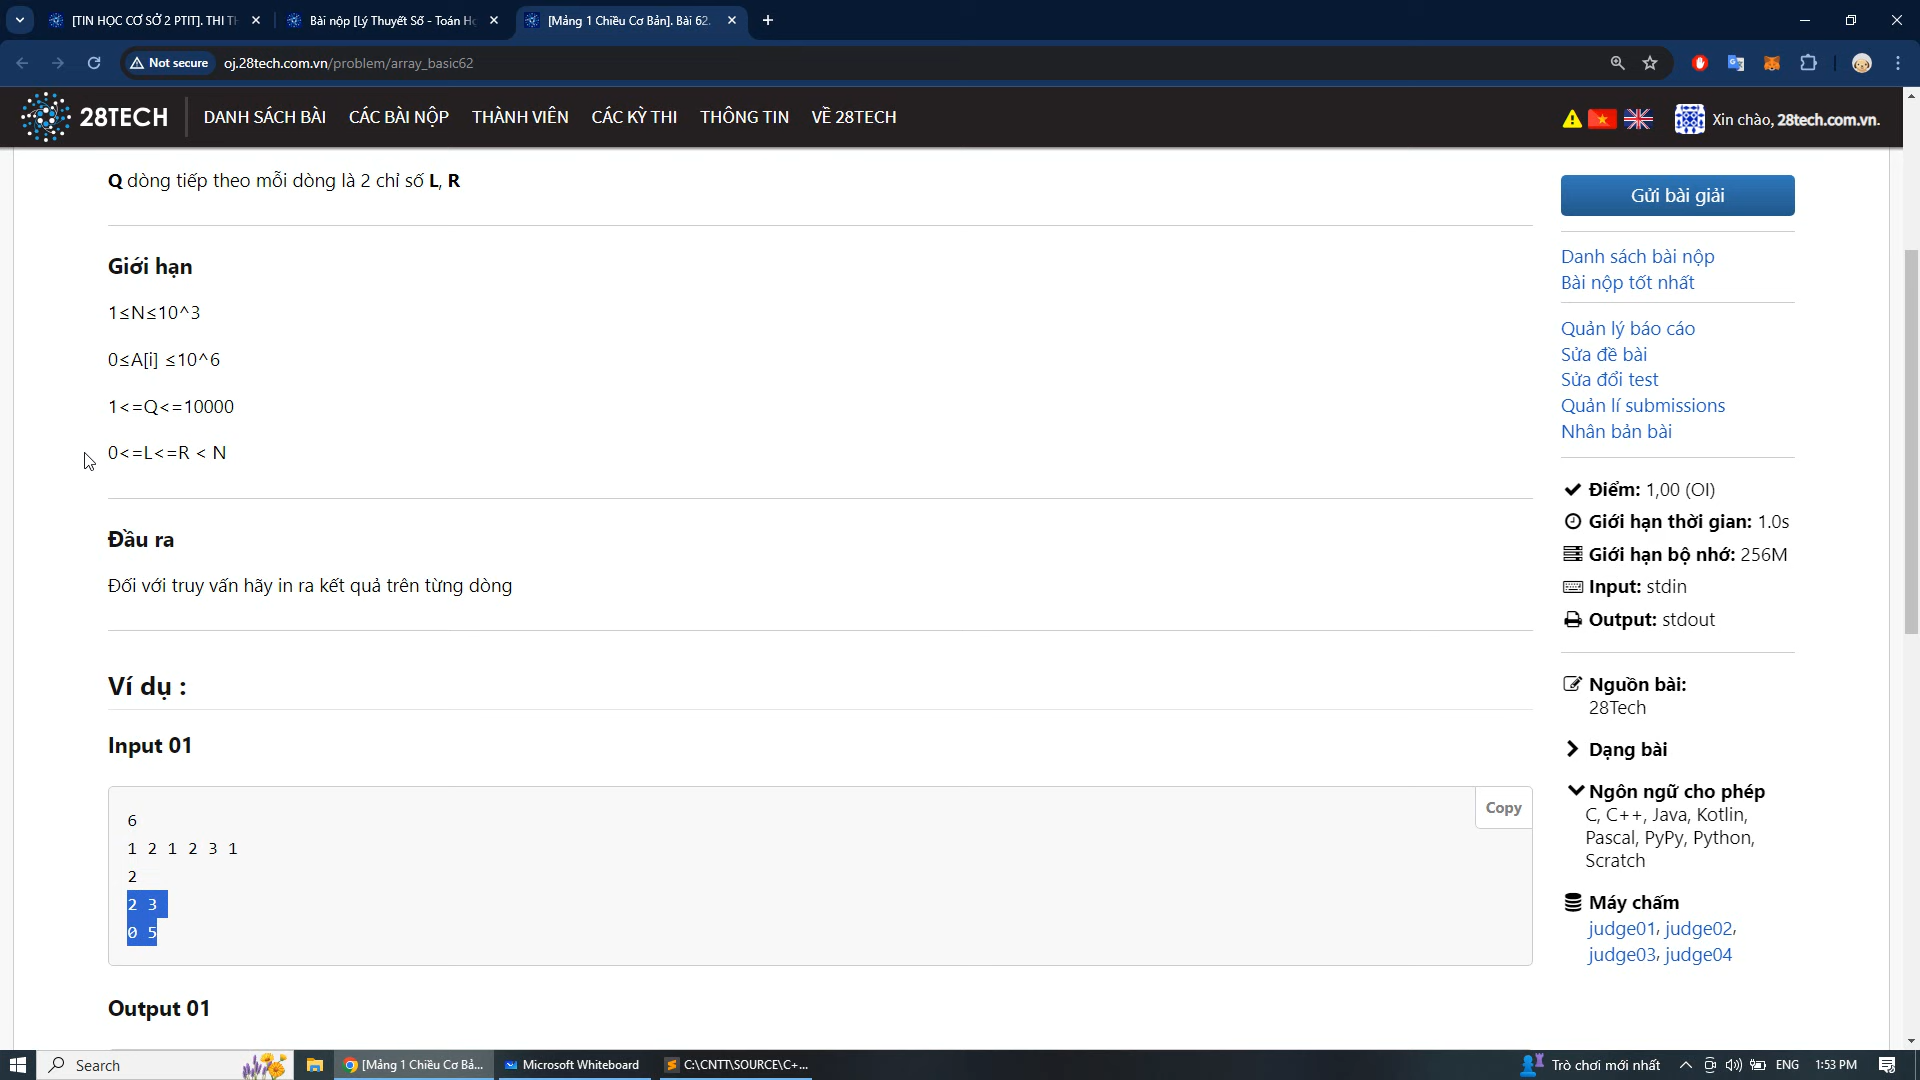 [TIN HỌC CƠ SỞ 2 PTIT]. THI TH
Bài nộp [Lý Thuyết Số - Toán Họ
[Mảng 1 Chiều Cơ Bản]. Bài 62.
Not secure
oj.28tech.com.vn/problem/array_basic62
28TECH
DANH SÁCH BÀI
CÁC BÀI NỘP
THÀNH VIÊN
CÁC KỲ THI
THÔNG TIN
VỀ 28TECH
Xin chào, 28tech.com.vn.
Q dòng tiếp theo mỗi dòng là 2 chỉ số L, R
Giới hạn
1≤N≤10^3
0≤A[i] ≤10^6
1<=Q<=10000
0<=L<=R < N
Đầu ra
Đối với truy vấn hãy in ra kết quả trên từng dòng
Ví dụ :
Input 01
Copy
6
1 2 1 2 3 1
2
2 3
0 5
Output 01
Gửi bài giải
Danh sách bài nộp
Bài nộp tốt nhất
Quản lý báo cáo
Sửa đề bài
Sửa đổi test
Quản lí submissions
Nhân bản bài
Điểm: 1,00 (OI)
Giới hạn thời gian: 1.0s
Giới hạn bộ nhớ: 256M
Input: stdin
Output: stdout
Nguồn bài:
28Tech
Dạng bài
Ngôn ngữ cho phép
C, C++, Java, Kotlin,
Pascal, PyPy, Python,
Scratch
Máy chấm
judge01, judge02,
judge03, judge04
Search
[Mảng 1 Chiều Cơ Bả...
Microsoft Whiteboard
C:\CNTT\SOURCE\C+...
Trò chơi mới nhất
ENG
1:53 PM